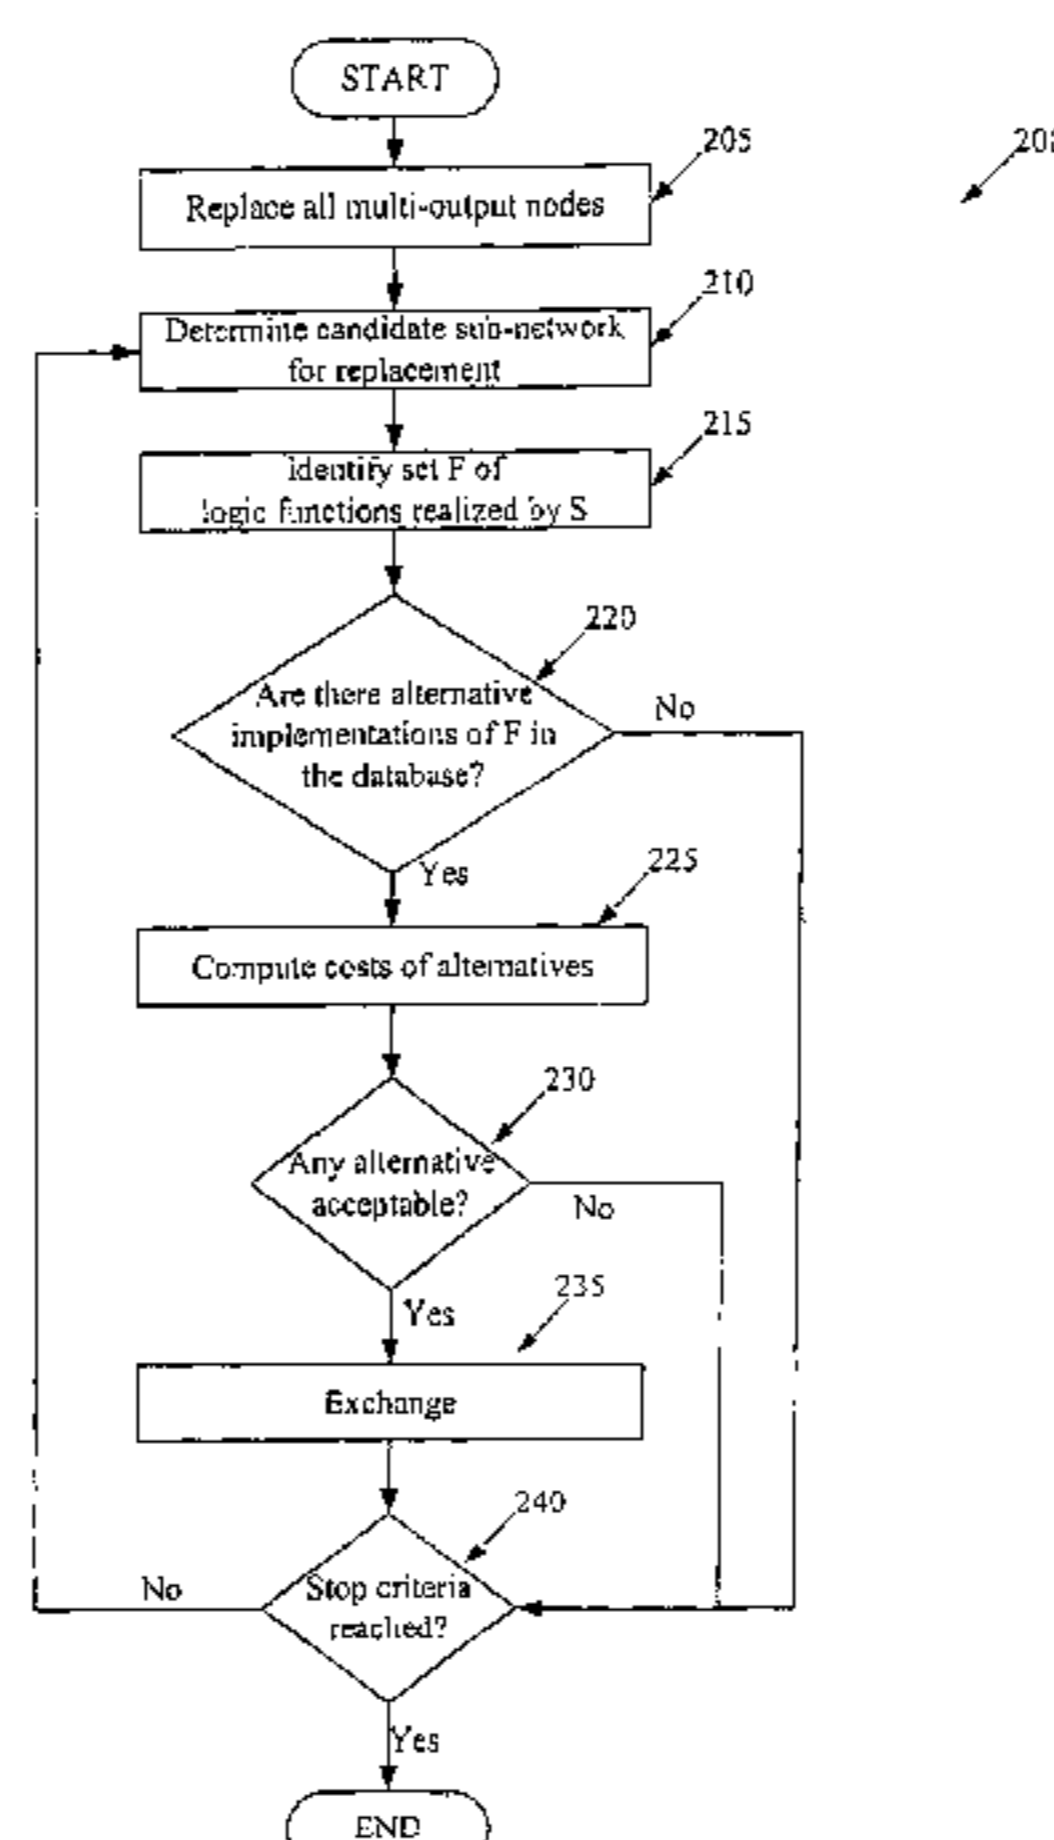 START
205
Replace all multi-output nodes
210
Determine candidate sub-network
for replacement
215
Identify set F of
logic functions realized by S
220
Are there alternative
implementations of F in
the database?
No
Yes
225
Compute costs of alternatives
230
Any alternative
acceptable?
No
235
Yes
Exchange
240
Stop criteria
reached?
No
Yes
END